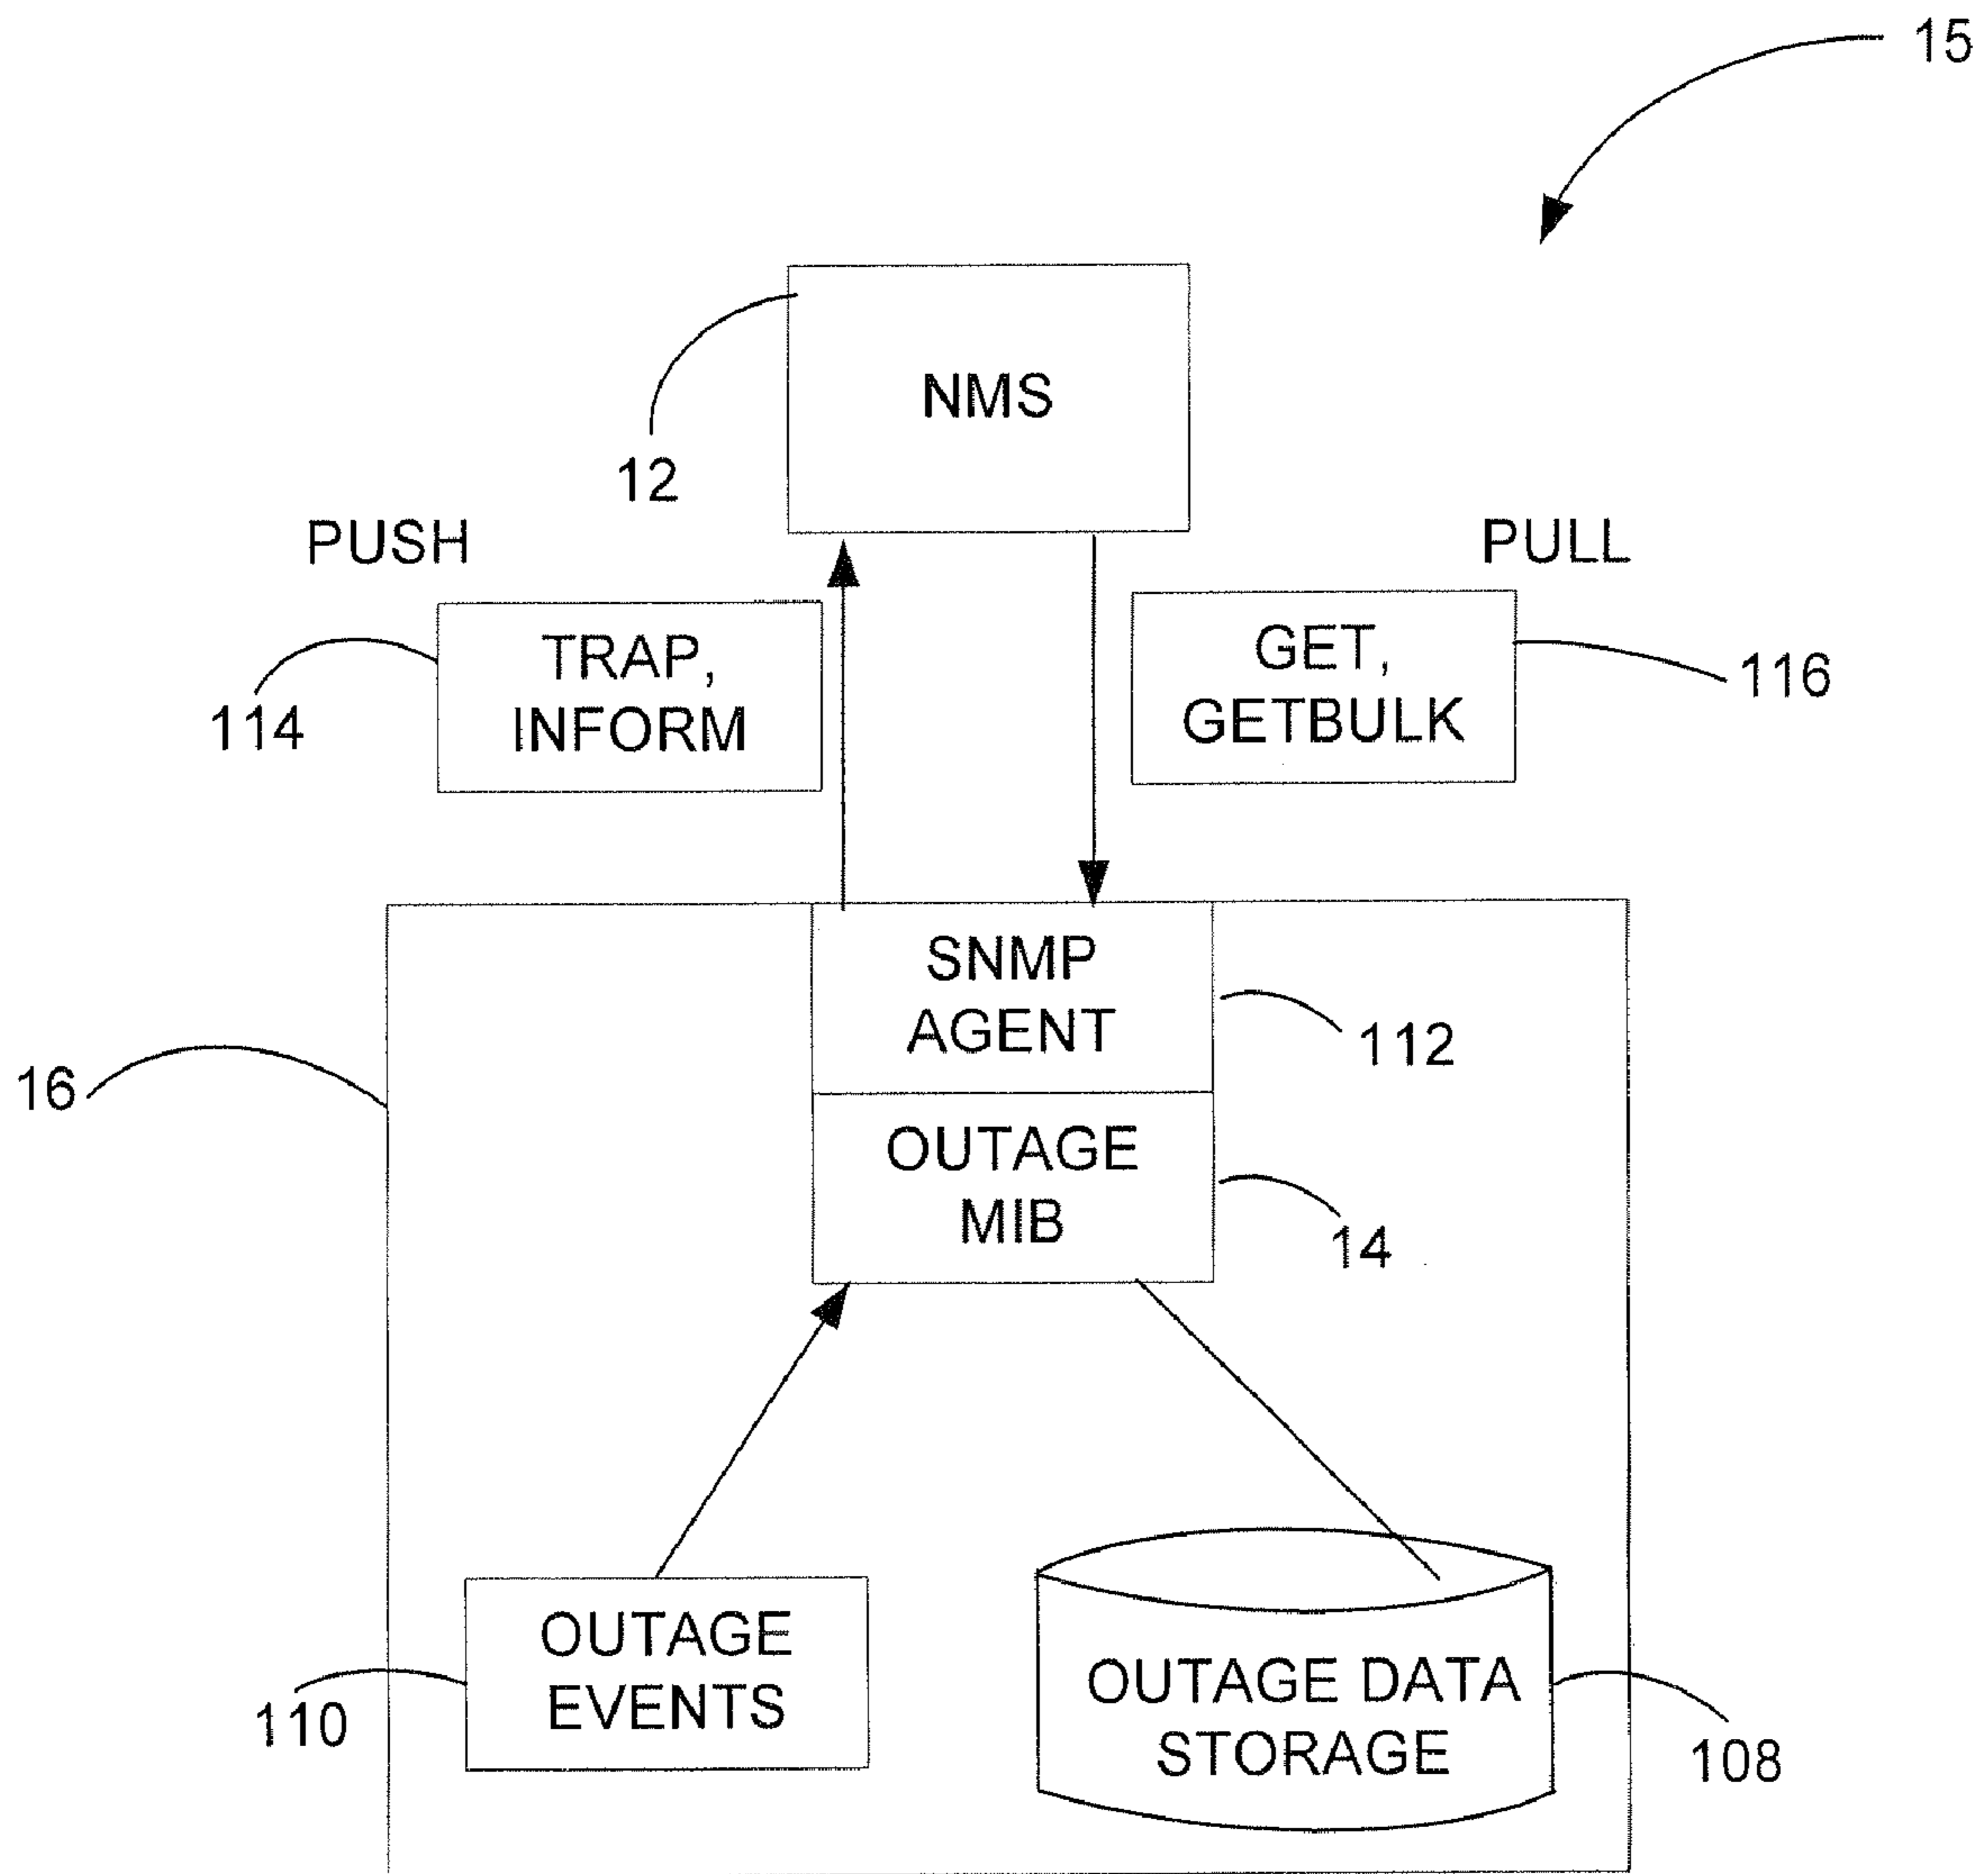 15
NMS
12
PUSH
PULL
TRAP,
INFORM
114
GET,
GETBULK
116
SNMP
AGENT
112
16
OUTAGE
MIB
14
OUTAGE
EVENTS
110
OUTAGE DATA
STORAGE
108